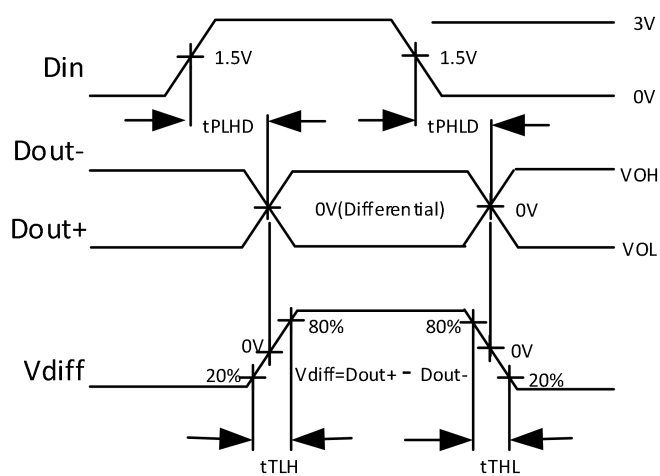 3V
Din
1.5V
1.5V
0V
tPLHD
tPHLD
Dout-
VOH
0V(Differential)
0V
Dout+
VOL
80%
80%
0V
0V
Vdiff
20%
Vdiff=Dout+ - Dout-
20%
tTLH
tTHL